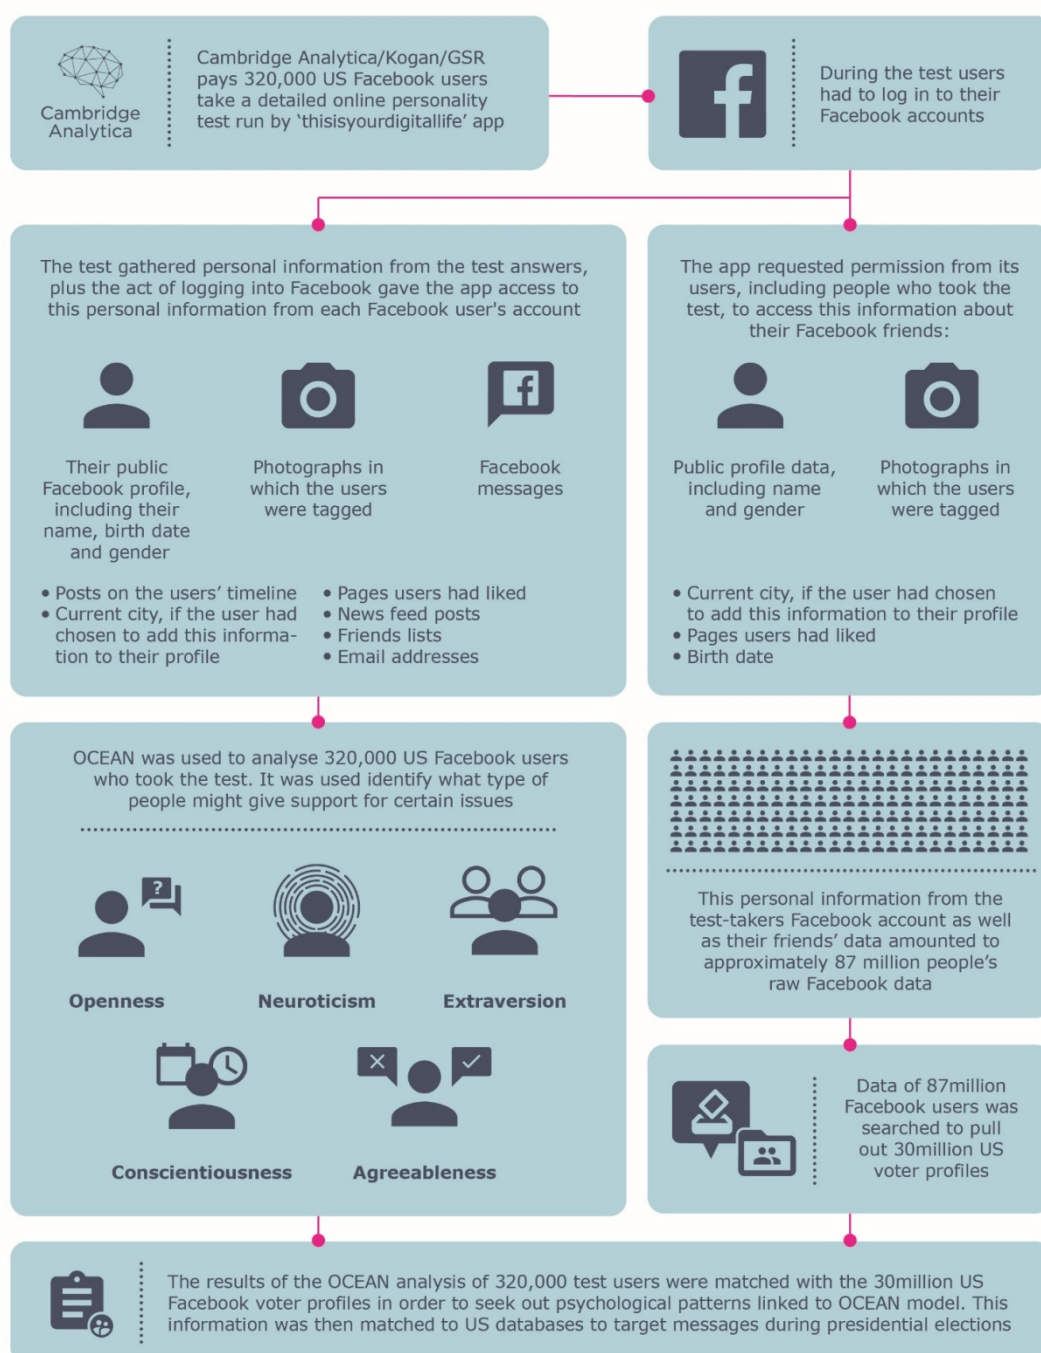 Cambridge
Analytica
Cambridge Analytica/Kogan/GSR
pays 320,000 US Facebook users
take a detailed online personality
test run by ‘thisisyourdigitallife’ app
During the test users
had to log in to their
Facebook accounts
The test gathered personal information from the test answers,
plus the act of logging into Facebook gave the app access to
this personal information from each Facebook user's account
Their public
Facebook profile,
including their
name, birth date
and gender
Photographs in
which the users
were tagged
Facebook
messages
• Posts on the users’ timeline
• Current city, if the user had
chosen to add this informa-
tion to their profile
• Pages users had liked
• News feed posts
• Friends lists
• Email addresses
The app requested permission from its
users, including people who took the
test, to access this information about
their Facebook friends:
Public profile data,
including name
and gender
Photographs in
which the users
were tagged
• Current city, if the user had chosen
to add this information to their profile
• Pages users had liked
• Birth date
OCEAN was used to analyse 320,000 US Facebook users
who took the test. It was used identify what type of
people might give support for certain issues
?
Openness
Neuroticism
Extraversion
Conscientiousness
Agreeableness
This personal information from the
test-takers Facebook account as well
as their friends’ data amounted to
approximately 87 million people’s
raw Facebook data
Data of 87million
Facebook users was
searched to pull
out 30million US
voter profiles
The results of the OCEAN analysis of 320,000 test users were matched with the 30million US
Facebook voter profiles in order to seek out psychological patterns linked to OCEAN model. This
information was then matched to US databases to target messages during presidential elections